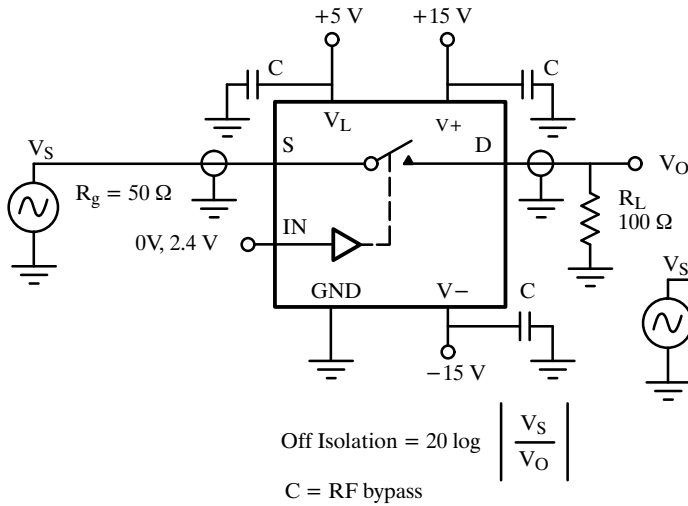 +5 V
+15 V
C
C
V_L
V+
V_S
S
D
V_O
R_g = 50 Ω
R_L
100 Ω
0V, 2.4 V
IN
V_S
GND
V−
C
−15 V
Off Isolation = 20 log | V_S / V_O |
C = RF bypass